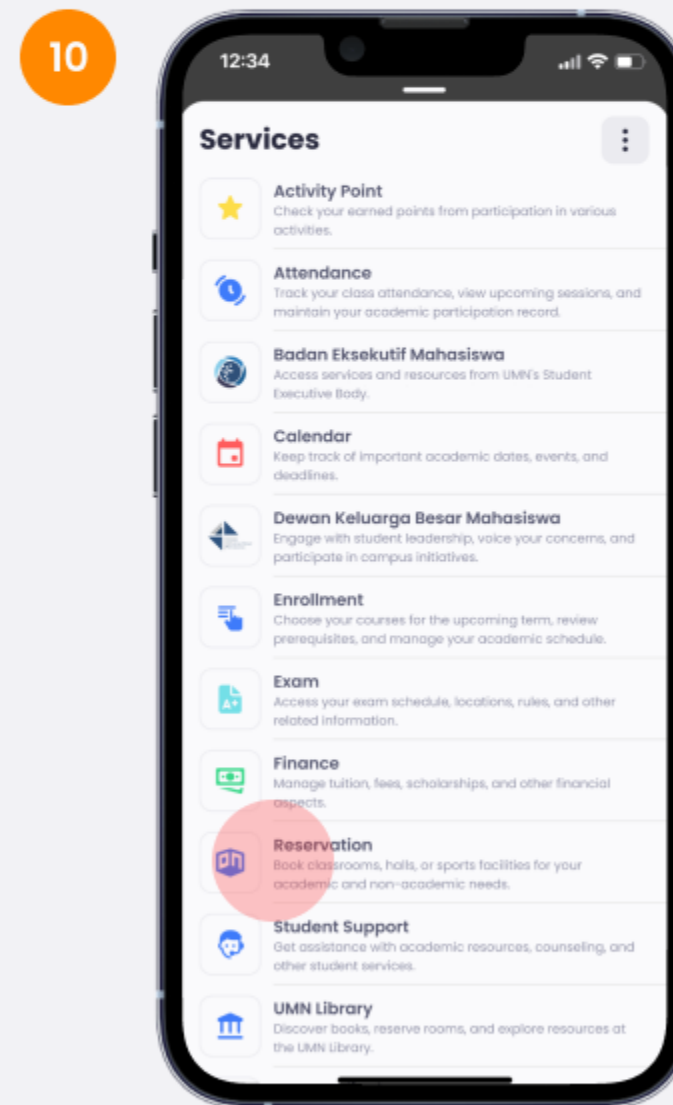 10
12:34
Services
Activity Point
Check your earned points from participation in various
activities.
Attendance
Track your class attendance, view upcoming sessions, and
maintain your academic participation record.
Badan Eksekutif Mahasiswa
Access services and resources from UMN's Student
Executive Body.
Calendar
Keep track of important academic dates, events, and
deadlines.
Dewan Keluarga Besar Mahasiswa
Engage with student leadership, voice your concerns, and
participate in campus initiatives.
Enrollment
Choose your courses for the upcoming term, review
prerequisites, and manage your academic schedule.
Exam
A+
Access your exam schedule, locations, rules, and other
related information.
Finance
Manage tuition, fees, scholarships, and other financial
aspects.
Reservation
Book classrooms, halls, or sports facilities for your
academic and non-academic needs.
Student Support
Get assistance with academic resources, counseling, and
other student services.
UMN Library
Discover books, reserve rooms, and explore resources at
the UMN Library.